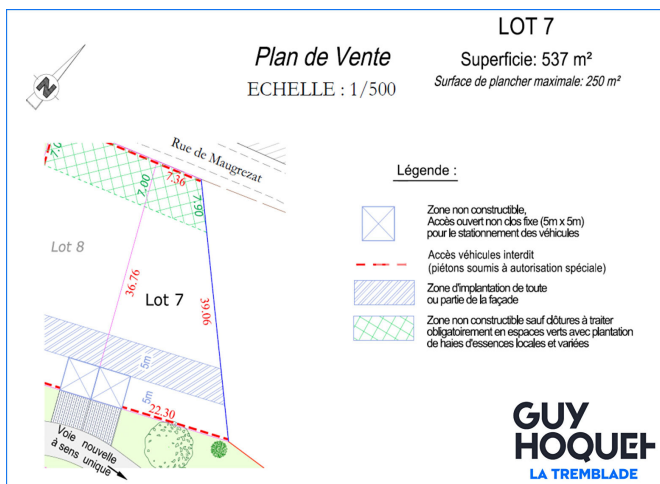 LOT 7
Plan de Vente
Superficie: 537 m²
ECHELLE : 1/500
Surface de plancher maximale: 250 m²
N
Rue de Maugrezat
7.36
7.00
7.90
Légende :
Zone non constructible,
Accès ouvert non clos fixe (5m x 5m)
pour le stationnement des véhicules
Accès véhicules interdit
(piétons soumis à autorisation spéciale)
Zone d'implantation de toute
ou partie de la façade
Zone non constructible sauf clôtures à traiter
obligatoirement en espaces verts avec plantation
de haies d'essences locales et variées
Lot 8
36.76
Lot 7
39.06
5m
5m
22.30
Voie nouvelle
à sens unique
GUY
HOQUET
LA TREMBLADE